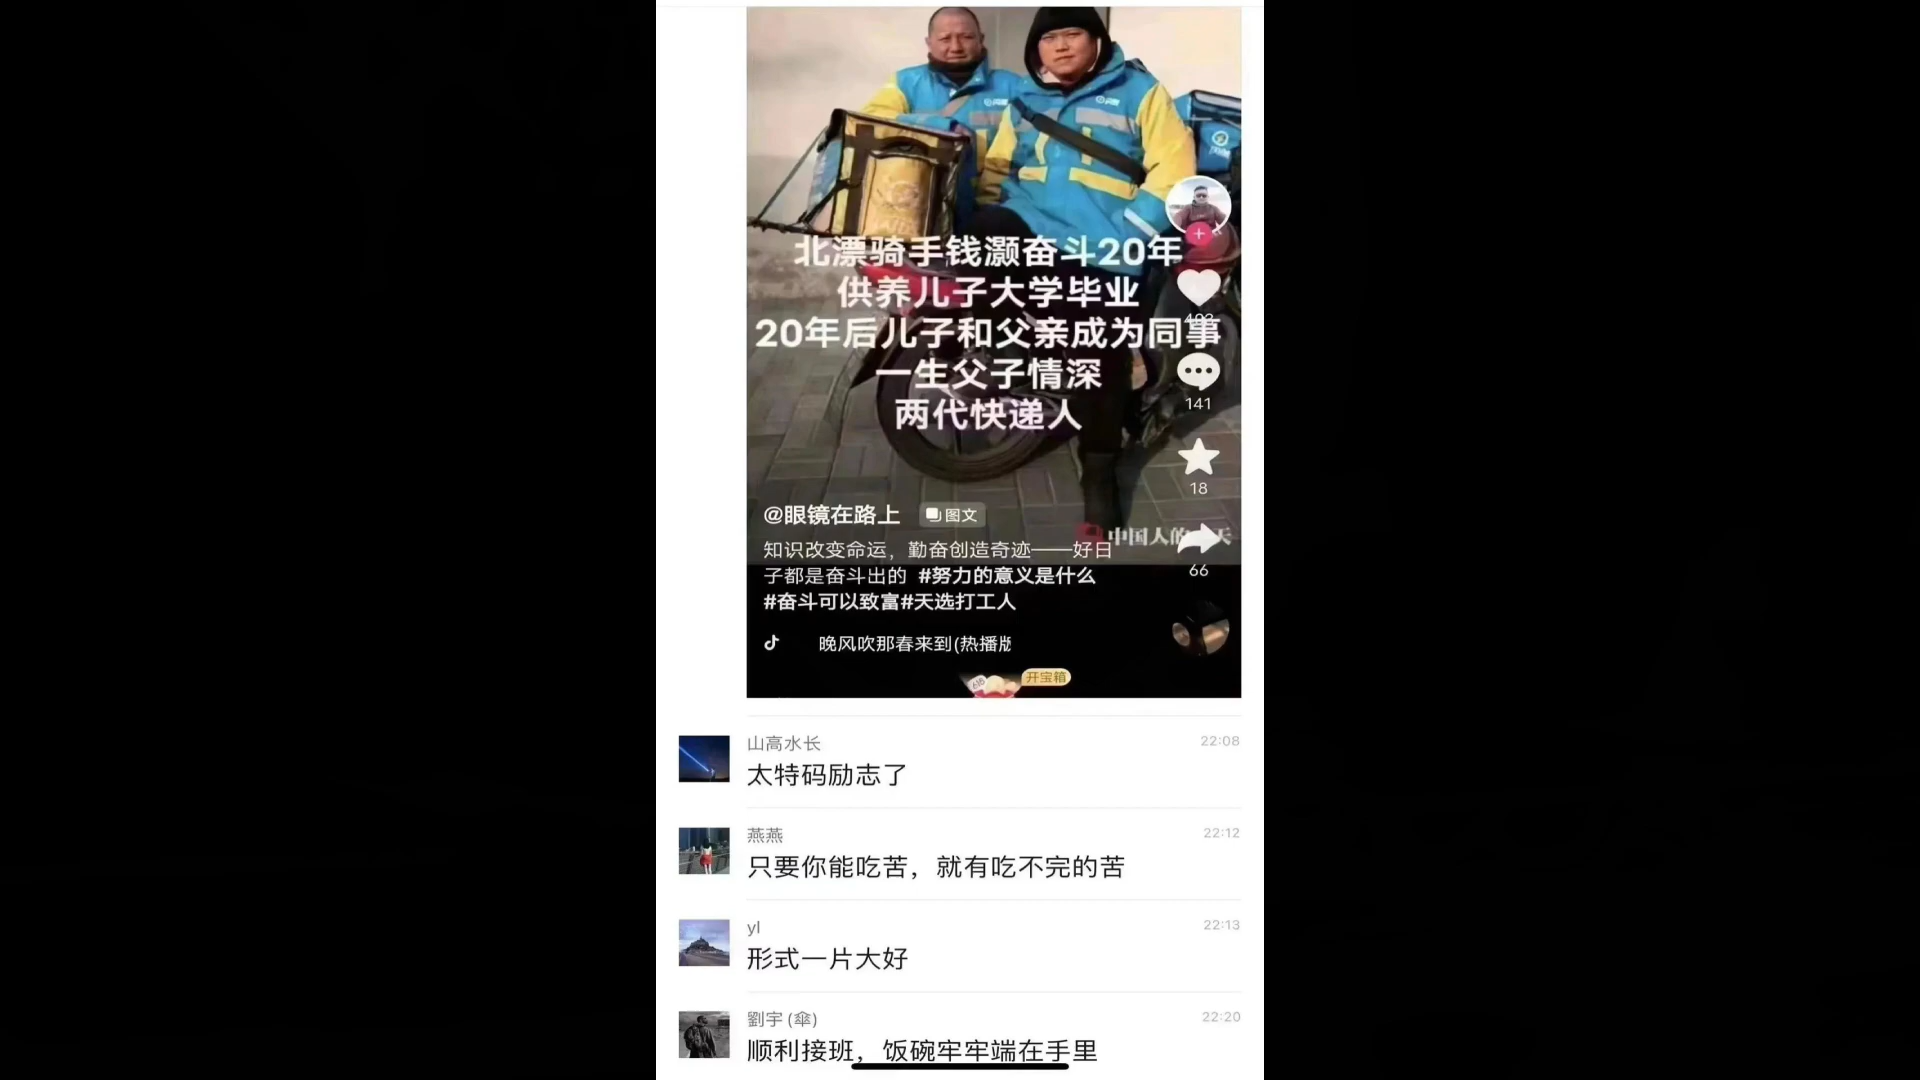 北漂骑手钱灏奋斗20年
供养儿子大学毕业
20年后儿子和父亲成为同事
一生父子情深
两代快递人
141
18
66
@眼镜在路上 图文
中国人的一天
知识改变命运，勤奋创造奇迹——好日
子都是奋斗出的 #努力的意义是什么
#奋斗可以致富#天选打工人
晚风吹那春来到(热播版
618 开宝箱
山高水长 22:08
太特码励志了
燕燕 22:12
只要你能吃苦，就有吃不完的苦
yl 22:13
形式一片大好
劉宇 (傘) 22:20
顺利接班，饭碗牢牢端在手里